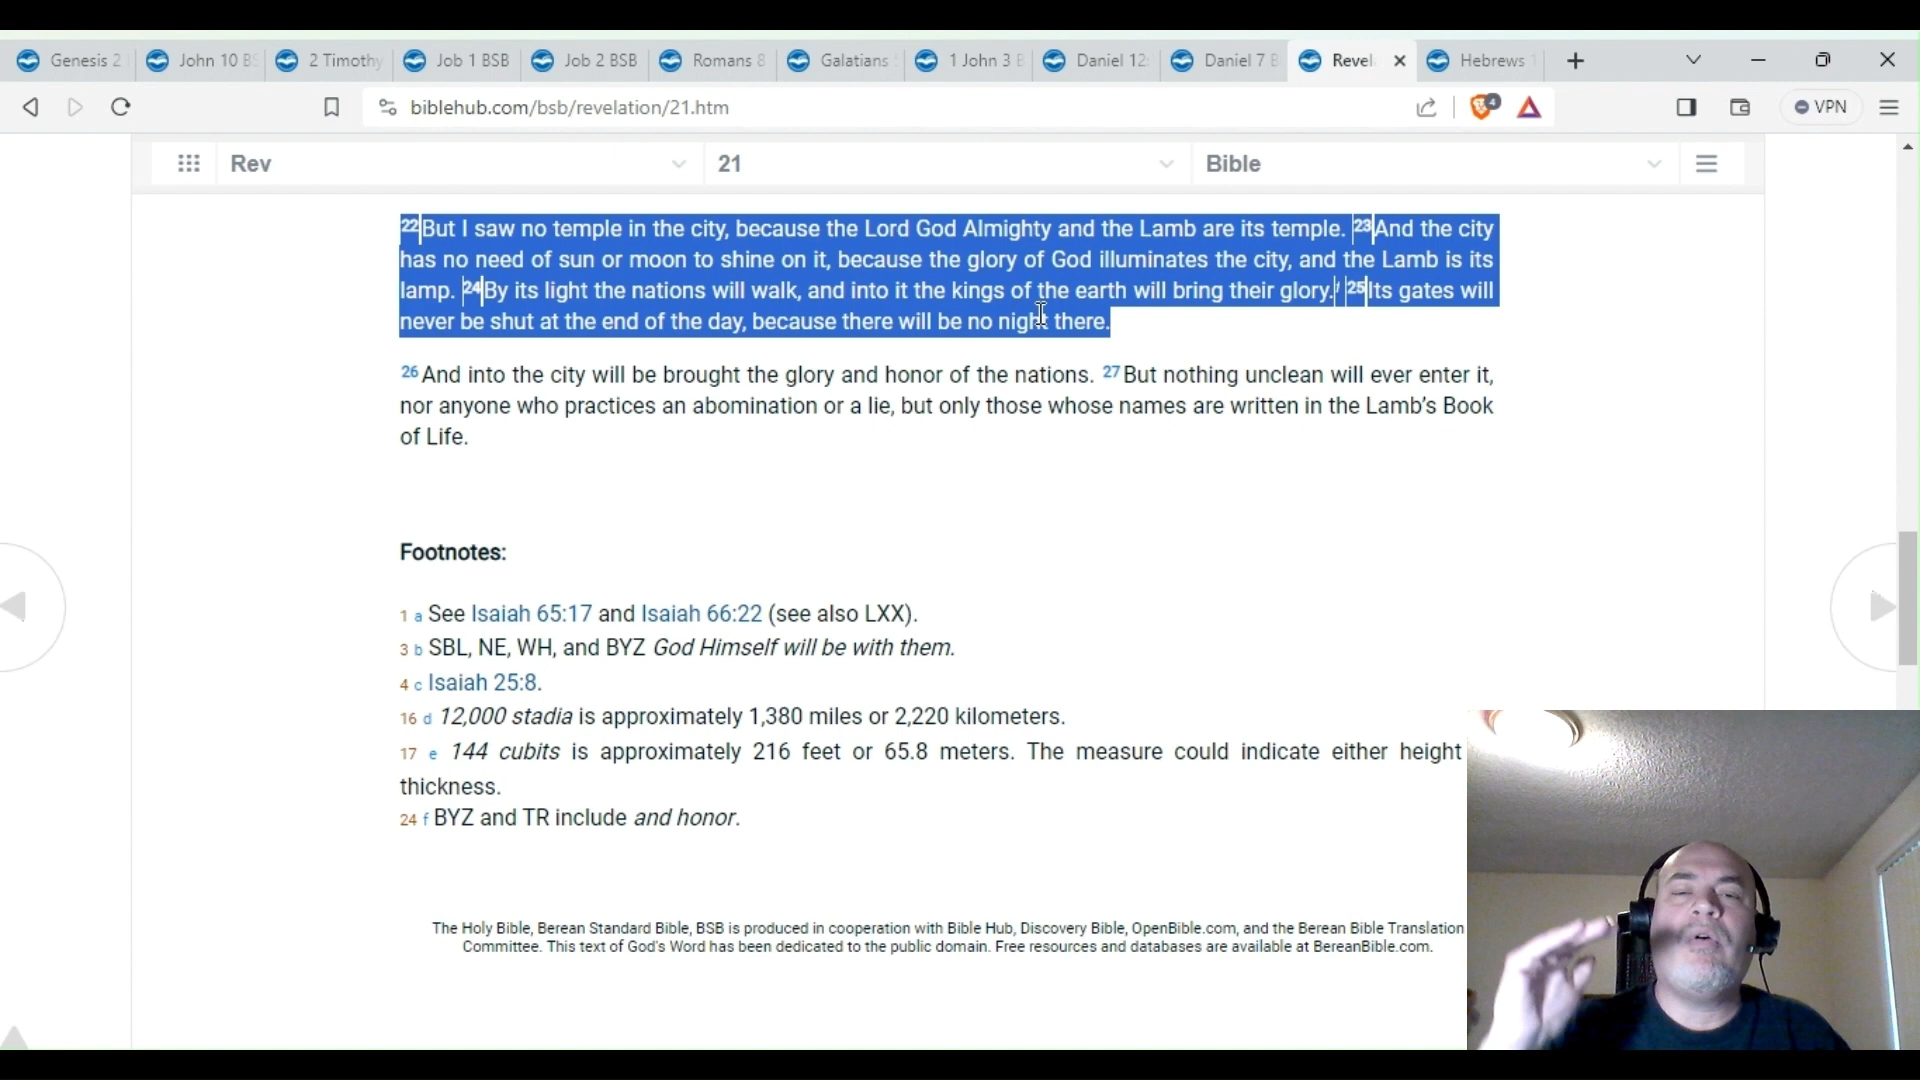 Genesis 2
John 10 BS
2 Timothy
Job 1 BSB
Job 2 BSB
Romans 8
Galatians
1 John 3 B
Daniel 12:
Daniel 7 B
Revel
Hebrews 1
biblehub.com/bsb/revelation/21.htm
4
VPN
Rev
21
Bible
22But I saw no temple in the city, because the Lord God Almighty and the Lamb are its temple. 23And the city
has no need of sun or moon to shine on it, because the glory of God illuminates the city, and the Lamb is its
lamp. 24By its light the nations will walk, and into it the kings of the earth will bring their glory.f 25Its gates will
never be shut at the end of the day, because there will be no night there.
26And into the city will be brought the glory and honor of the nations. 27But nothing unclean will ever enter it,
nor anyone who practices an abomination or a lie, but only those whose names are written in the Lamb’s Book
of Life.
Footnotes:
1 a See Isaiah 65:17 and Isaiah 66:22 (see also LXX).
3 b SBL, NE, WH, and BYZ God Himself will be with them.
4 c Isaiah 25:8.
16 d 12,000 stadia is approximately 1,380 miles or 2,220 kilometers.
17 e 144 cubits is approximately 216 feet or 65.8 meters. The measure could indicate either height
thickness.
24 f BYZ and TR include and honor.
The Holy Bible, Berean Standard Bible, BSB is produced in cooperation with Bible Hub, Discovery Bible, OpenBible.com, and the Berean Bible Translation
Committee. This text of God's Word has been dedicated to the public domain. Free resources and databases are available at BereanBible.com.